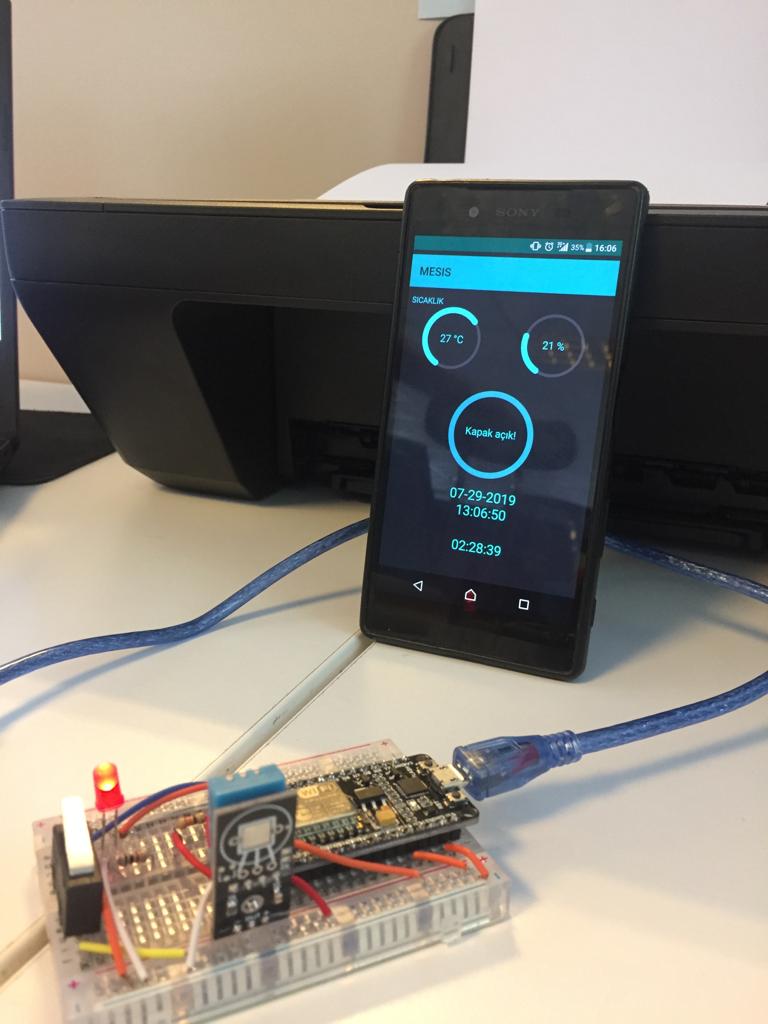 SONY
35% 16:06
MESIS
SICAKLIK
27 °C
21 %
Kapak açık!
07-29-2019
13:06:50
02:28:39
WiFi